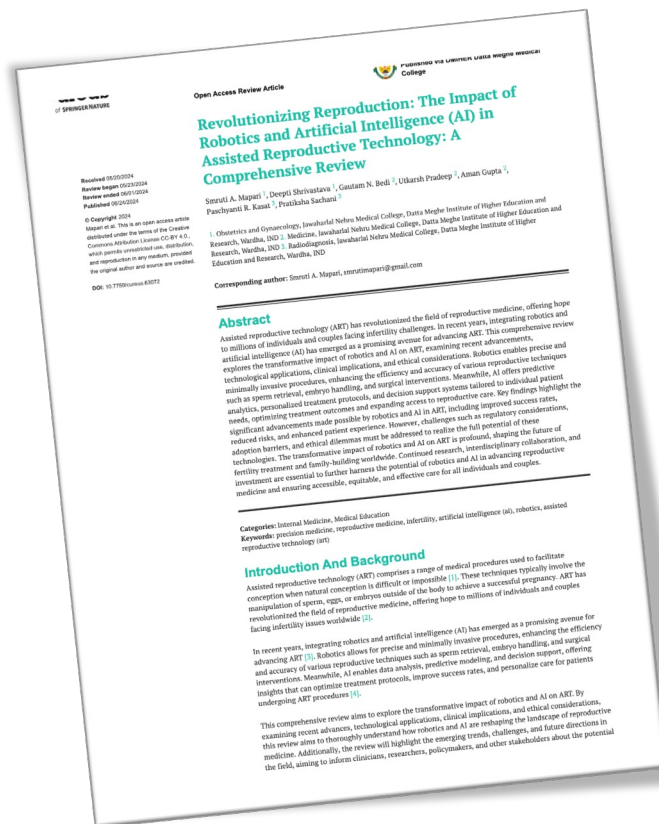 of SPRINGER NATURE
Open Access Review Article
Published via DMIHER Datta Meghe Medical
College
Revolutionizing Reproduction: The Impact of
Robotics and Artificial Intelligence (AI) in
Assisted Reproductive Technology: A
Comprehensive Review
Received 05/20/2024
Review began 05/23/2024
Review ended 06/01/2024
Published 06/24/2024
© Copyright 2024
Mapari et al. This is an open access article
distributed under the terms of the Creative
Commons Attribution License CC-BY 4.0.,
which permits unrestricted use, distribution,
and reproduction in any medium, provided
the original author and source are credited.
DOI: 10.7759/cureus.63072
Smruti A. Mapari 1, Deepti Shrivastava 1, Gautam N. Bedi 2, Utkarsh Pradeep 2, Aman Gupta 2,
Paschyanti R. Kasat 3, Pratiksha Sachani 3
1. Obstetrics and Gynaecology, Jawaharlal Nehru Medical College, Datta Meghe Institute of Higher Education and
Research, Wardha, IND 2. Medicine, Jawaharlal Nehru Medical College, Datta Meghe Institute of Higher Education and
Research, Wardha, IND 3. Radiodiagnosis, Jawaharlal Nehru Medical College, Datta Meghe Institute of Higher
Education and Research, Wardha, IND
Corresponding author: Smruti A. Mapari, smrutimapari@gmail.com
Abstract
Assisted reproductive technology (ART) has revolutionized the field of reproductive medicine, offering hope
to millions of individuals and couples facing infertility challenges. In recent years, integrating robotics and
artificial intelligence (AI) has emerged as a promising avenue for advancing ART. This comprehensive review
explores the transformative impact of robotics and AI on ART, examining recent advancements,
technological applications, clinical implications, and ethical considerations. Robotics enables precise and
minimally invasive procedures, enhancing the efficiency and accuracy of various reproductive techniques
such as sperm retrieval, embryo handling, and surgical interventions. Meanwhile, AI offers predictive
analytics, personalized treatment protocols, and decision support systems tailored to individual patient
needs, optimizing treatment outcomes and expanding access to reproductive care. Key findings highlight the
significant advancements made possible by robotics and AI in ART, including improved success rates,
reduced risks, and enhanced patient experience. However, challenges such as regulatory considerations,
adoption barriers, and ethical dilemmas must be addressed to realize the full potential of these
technologies. The transformative impact of robotics and AI on ART is profound, shaping the future of
fertility treatment and family-building worldwide. Continued research, interdisciplinary collaboration, and
investment are essential to further harness the potential of robotics and AI in advancing reproductive
medicine and ensuring accessible, equitable, and effective care for all individuals and couples.
Categories: Internal Medicine, Medical Education
Keywords: precision medicine, reproductive medicine, infertility, artificial intelligence (ai), robotics, assisted
reproductive technology (art)
Introduction And Background
Assisted reproductive technology (ART) comprises a range of medical procedures used to facilitate
conception when natural conception is difficult or impossible [1]. These techniques typically involve the
manipulation of sperm, eggs, or embryos outside of the body to achieve a successful pregnancy. ART has
revolutionized the field of reproductive medicine, offering hope to millions of individuals and couples
facing infertility issues worldwide [2].
In recent years, integrating robotics and artificial intelligence (AI) has emerged as a promising avenue for
advancing ART [3]. Robotics allows for precise and minimally invasive procedures, enhancing the efficiency
and accuracy of various reproductive techniques such as sperm retrieval, embryo handling, and surgical
interventions. Meanwhile, AI enables data analysis, predictive modeling, and decision support, offering
insights that can optimize treatment protocols, improve success rates, and personalize care for patients
undergoing ART procedures [4].
This comprehensive review aims to explore the transformative impact of robotics and AI on ART. By
examining recent advances, technological applications, clinical implications, and ethical considerations,
this review aims to thoroughly understand how robotics and AI are reshaping the landscape of reproductive
medicine. Additionally, the review will highlight the emerging trends, challenges, and future directions in
the field, aiming to inform clinicians, researchers, policymakers, and other stakeholders about the potential